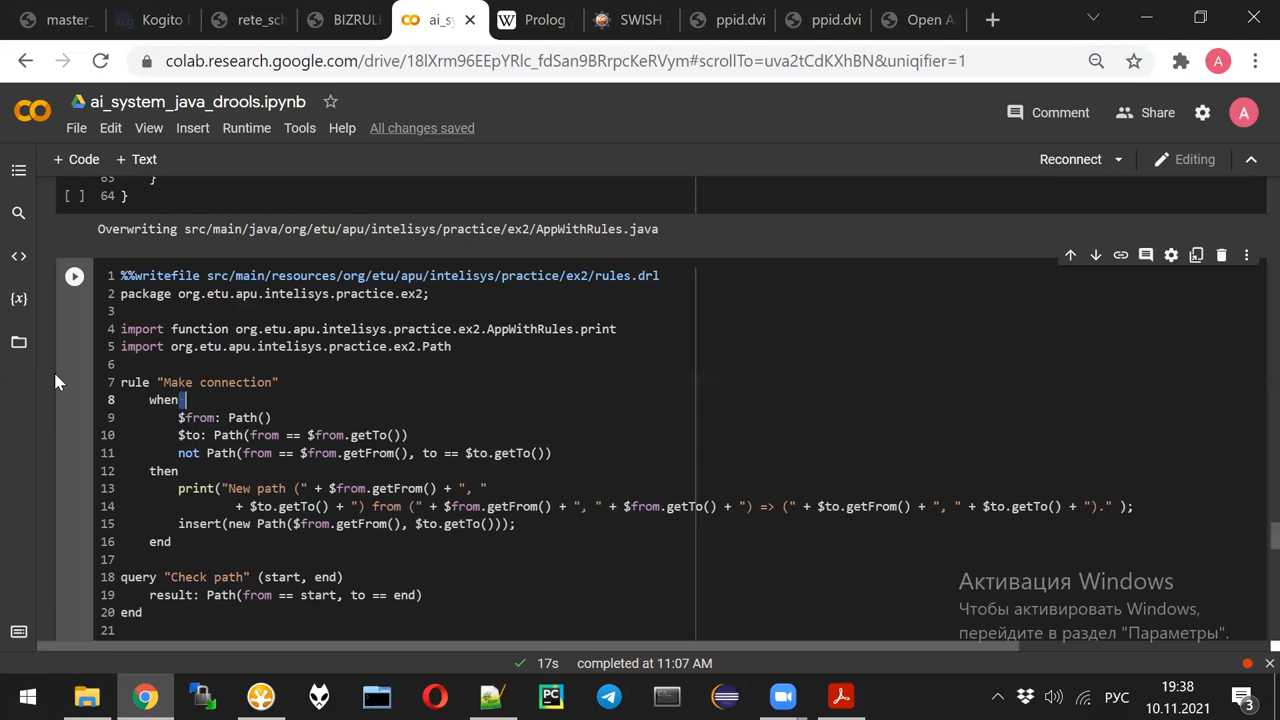 master_
Kogito D
rete_sch
BIZRULE
ai_sy
Prolog -
SWISH --
ppid.dvi
ppid.dvi
Open Ac
colab.research.google.com/drive/18lXrm96EEpYRlc_fdSan9BRrpcKeRVym#scrollTo=uva2tCdKXhBN&uniqifier=1
A
CO
ai_system_java_drools.ipynb
File Edit View Insert Runtime Tools Help All changes saved
Comment
Share
A
+ Code + Text
Reconnect
Editing
63 }
[ ] 64 }
Overwriting src/main/java/org/etu/apu/intelisys/practice/ex2/AppWithRules.java
1 %%writefile src/main/resources/org/etu/apu/intelisys/practice/ex2/rules.drl
2 package org.etu.apu.intelisys.practice.ex2;
3
4 import function org.etu.apu.intelisys.practice.ex2.AppWithRules.print
5 import org.etu.apu.intelisys.practice.ex2.Path
6
7 rule "Make connection"
8 when
9 $from: Path()
10 $to: Path(from == $from.getTo())
11 not Path(from == $from.getFrom(), to == $to.getTo())
12 then
13 print("New path (" + $from.getFrom() + ", "
14 + $to.getTo() + ") from (" + $from.getFrom() + ", " + $from.getTo() + ") => (" + $to.getFrom() + ", " + $to.getTo() + ")." );
15 insert(new Path($from.getFrom(), $to.getTo()));
16 end
17
18 query "Check path" (start, end)
19 result: Path(from == start, to == end)
20 end
21
Активация Windows
Чтобы активировать Windows,
перейдите в раздел "Параметры".
17s completed at 11:07 AM
PC
РУС
19:38
10.11.2021
3